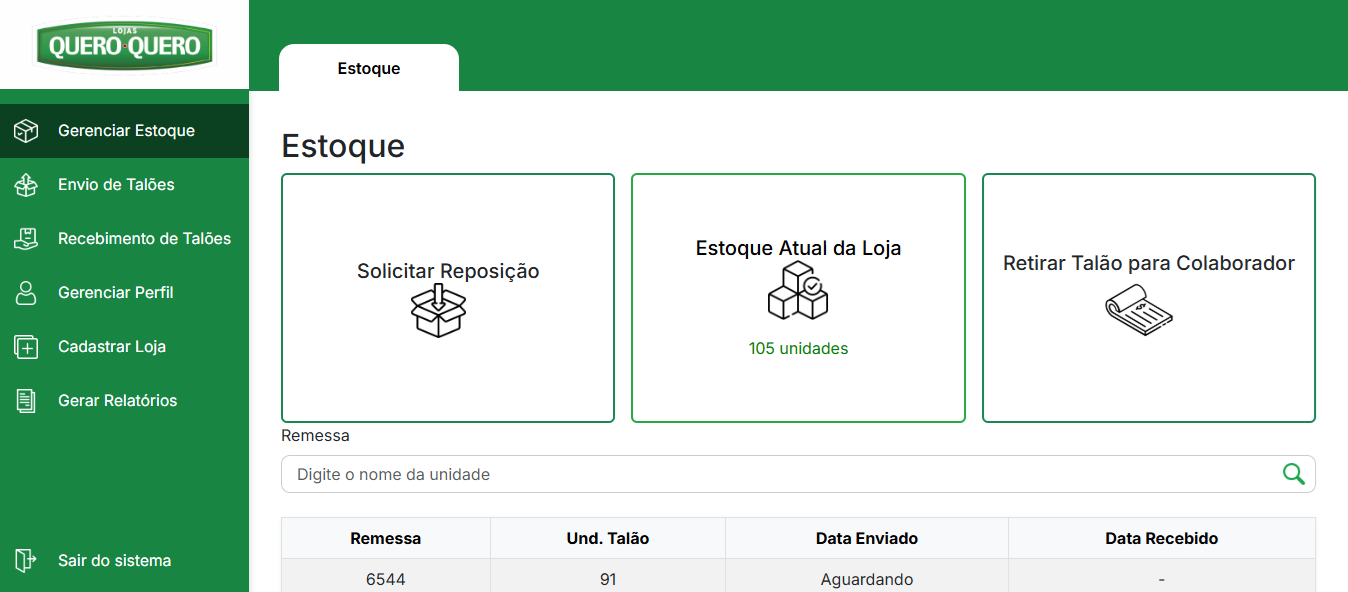 LOJAS
QUERO-QUERO
Estoque
Gerenciar Estoque
Envio de Talões
Recebimento de Talões
Gerenciar Perfil
Cadastrar Loja
Gerar Relatórios
Sair do sistema
Estoque
Solicitar Reposição
Estoque Atual da Loja
105 unidades
Retirar Talão para Colaborador
Remessa
Digite o nome da unidade
Remessa Und. Talão Data Enviado Data Recebido
6544 91 Aguardando -